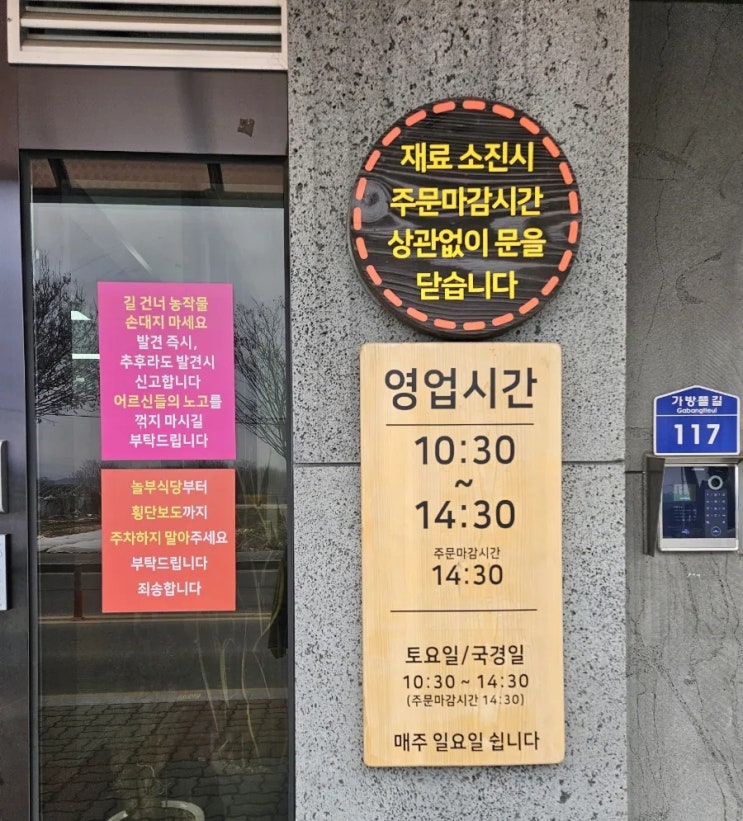 재료 소진시
주문마감시간
상관없이 문을
닫습니다
길 건너 농작물
손대지 마세요
발견 즉시,
추후라도 발견시
신고합니다
어르신들의 노고를
꺾지 마시길
부탁드립니다
놀부식당부터
횡단보도까지
주차하지 말아주세요
부탁드립니다
죄송합니다
영업시간
10:30
~
14:30
주문마감시간
14:30
토요일/국경일
10:30 ~ 14:30
(주문마감시간 14:30)
매주 일요일 쉽니다
가방뜰길
Gabangtteul
117